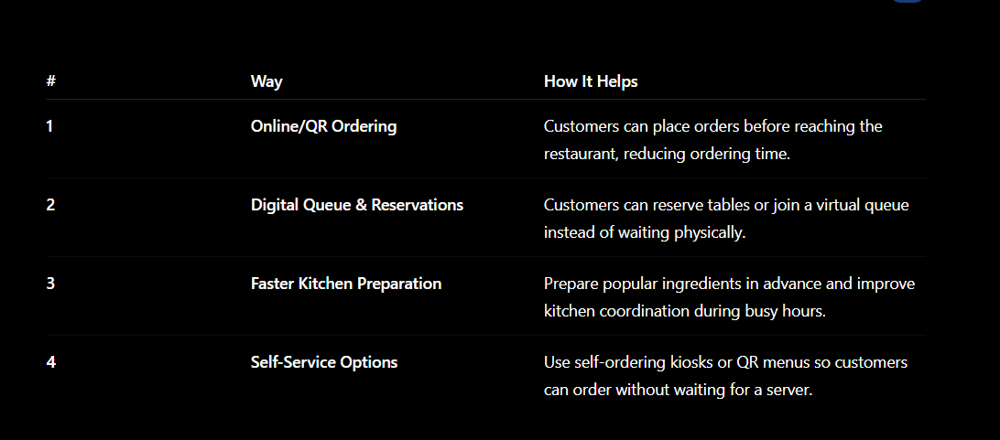 # Way How It Helps
1 Online/QR Ordering Customers can place orders before reaching the
restaurant, reducing ordering time.
2 Digital Queue & Reservations Customers can reserve tables or join a virtual queue
instead of waiting physically.
3 Faster Kitchen Preparation Prepare popular ingredients in advance and improve
kitchen coordination during busy hours.
4 Self-Service Options Use self-ordering kiosks or QR menus so customers
can order without waiting for a server.